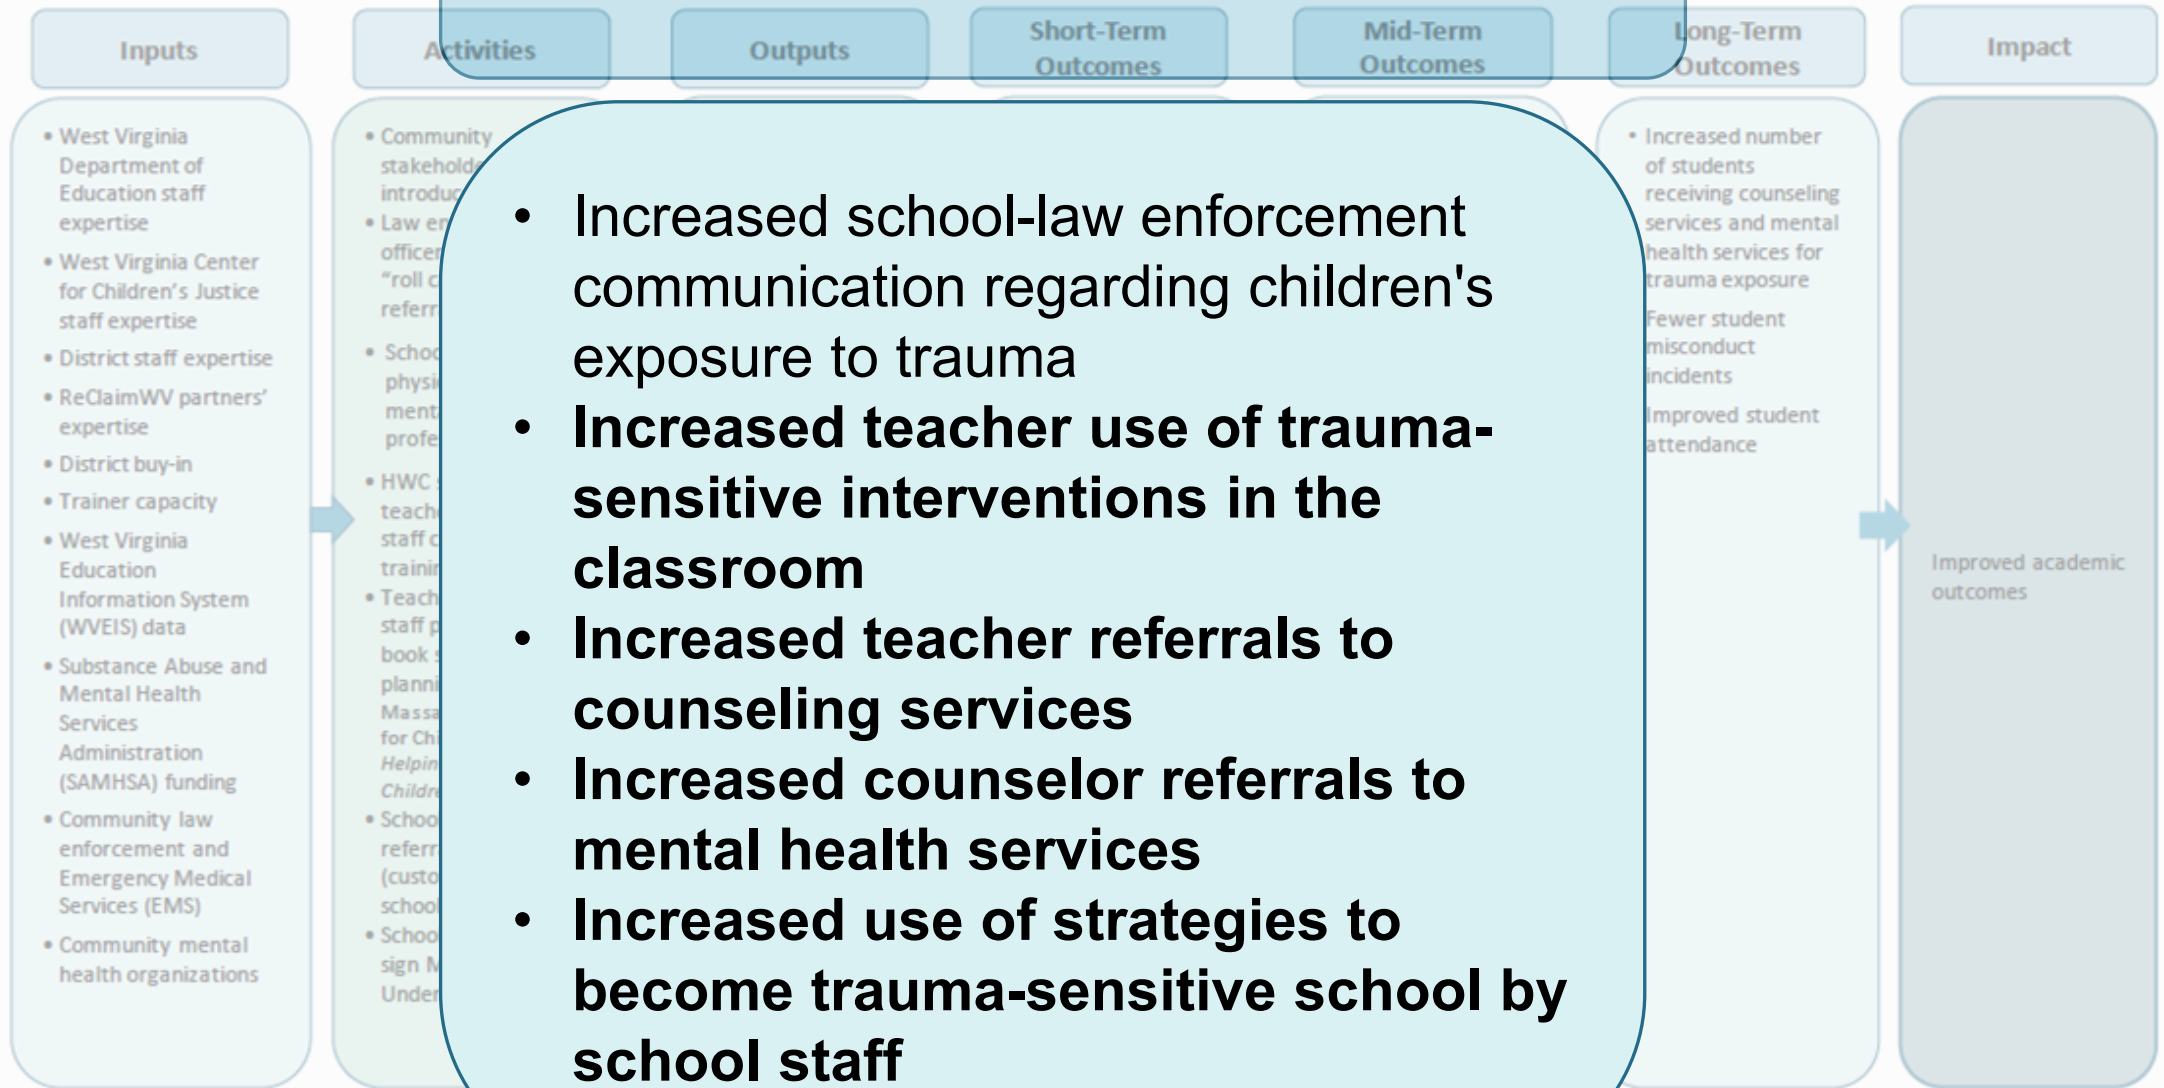 Inputs
Activities
Outputs
Short-Term
Outcomes
Mid-Term
Outcomes
Long-Term
Outcomes
Impact
• West Virginia
Department of
Education staff
expertise
• West Virginia Center
for Children's Justice
staff expertise
• District staff expertise
• ReClaimWV partners'
expertise
• District buy-in
• Trainer capacity
• West Virginia
Education
Information System
(WVEIS) data
• Substance Abuse and
Mental Health
Services
Administration
(SAMHSA) funding
• Community law
enforcement and
Emergency Medical
Services (EMS)
• Community mental
health organizations
• Community
• Law
• HWC
for
sign
• Increased school-law enforcement
communication regarding children's
exposure to trauma
• Increased teacher use of trauma-
sensitive interventions in the
classroom
• Increased teacher referrals to
counseling services
• Increased counselor referrals to
mental health services
• Increased use of strategies to
become trauma-sensitive school by
school staff
• Increased number
of students
receiving counseling
services and mental
health services for
trauma exposure
Fewer student
misconduct
incidents
Improved student
attendance
Improved academic
outcomes